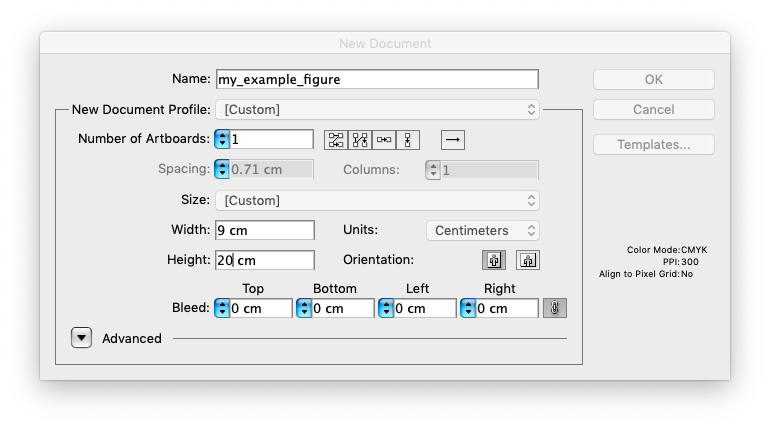 New Document
Name: my_example_figure
OK
New Document Profile: [Custom]
Cancel
Number of Artboards: 1
Templates...
Spacing: 0.71 cm Columns: 1
Size: [Custom]
Width: 9 cm Units: Centimeters
Height: 20 cm Orientation:
Color Mode:CMYK
PPI:300
Align to Pixel Grid:No
Top Bottom Left Right
Bleed: 0 cm 0 cm 0 cm 0 cm
Advanced